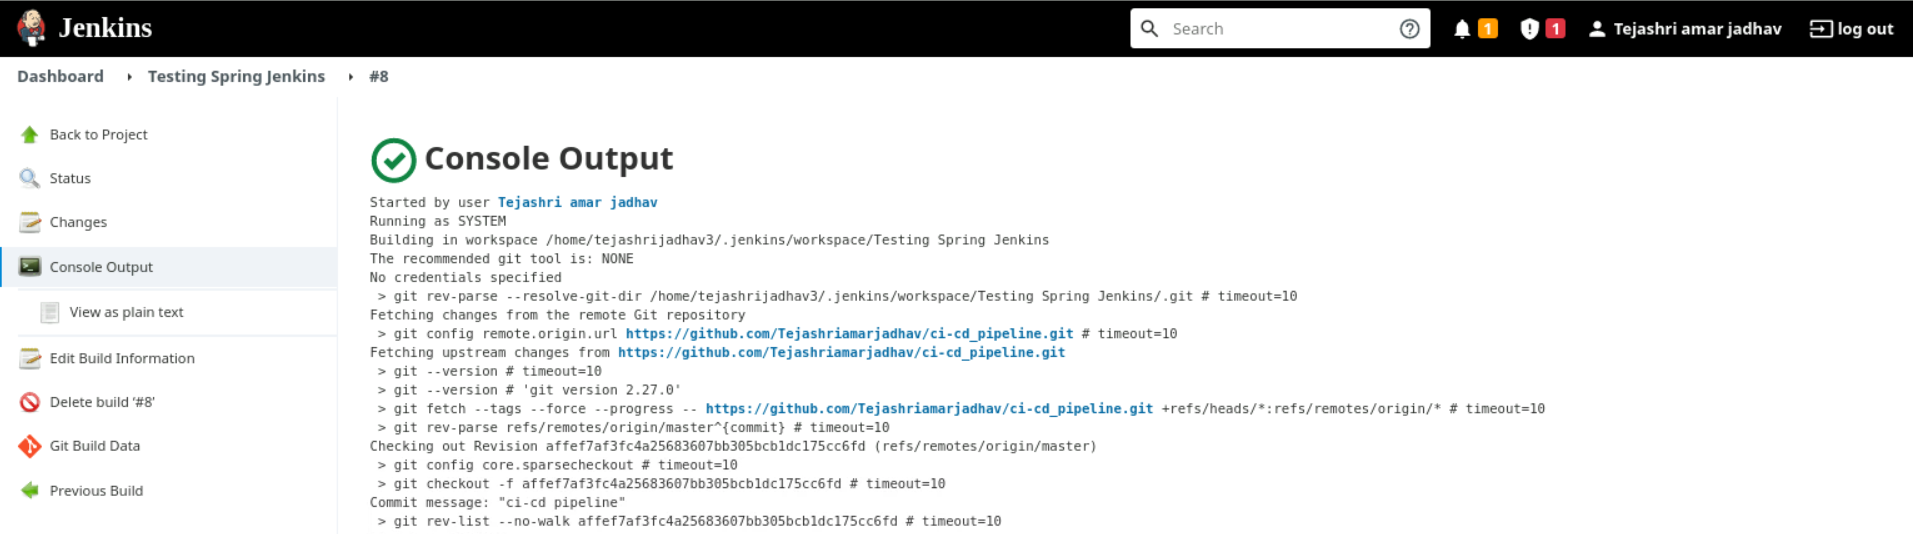 Jenkins
Search
1
1
Tejashri amar jadhav
log out
Dashboard
Testing Spring Jenkins
#8
Back to Project
Status
Changes
Console Output
View as plain text
Edit Build Information
Delete build ‘#8’
Git Build Data
Previous Build
Console Output
Started by user Tejashri amar jadhav
Running as SYSTEM
Building in workspace /home/tejashrijadhav3/.jenkins/workspace/Testing Spring Jenkins
The recommended git tool is: NONE
No credentials specified
> git rev-parse --resolve-git-dir /home/tejashrijadhav3/.jenkins/workspace/Testing Spring Jenkins/.git # timeout=10
Fetching changes from the remote Git repository
> git config remote.origin.url https://github.com/Tejashriamarjadhav/ci-cd_pipeline.git # timeout=10
Fetching upstream changes from https://github.com/Tejashriamarjadhav/ci-cd_pipeline.git
> git --version # timeout=10
> git --version # 'git version 2.27.0'
> git fetch --tags --force --progress -- https://github.com/Tejashriamarjadhav/ci-cd_pipeline.git +refs/heads/*:refs/remotes/origin/* # timeout=10
> git rev-parse refs/remotes/origin/master^{commit} # timeout=10
Checking out Revision affef7af3fc4a25683607bb305bcb1dc175cc6fd (refs/remotes/origin/master)
> git config core.sparsecheckout # timeout=10
> git checkout -f affef7af3fc4a25683607bb305bcb1dc175cc6fd # timeout=10
Commit message: "ci-cd pipeline"
> git rev-list --no-walk affef7af3fc4a25683607bb305bcb1dc175cc6fd # timeout=10